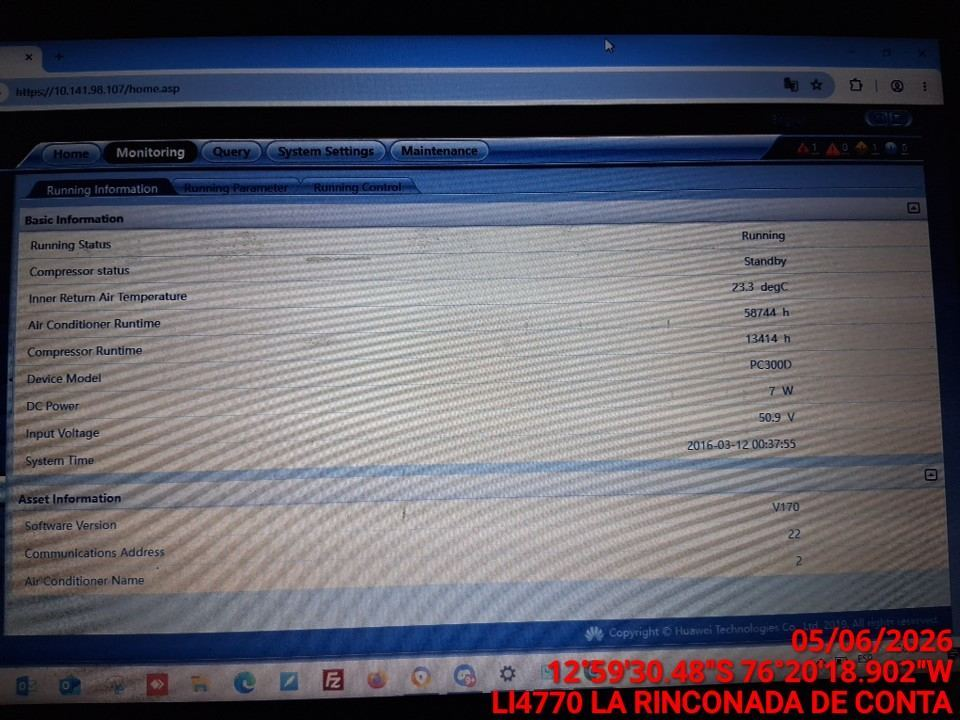 https://10.141.98.107/home.asp
Home Monitoring Query System Settings Maintenance
1 0 1 0
Running Information Running Parameter Running Control
Basic Information
Running Status Running
Compressor status Standby
Inner Return Air Temperature 23.3 degC
Air Conditioner Runtime 58744 h
Compressor Runtime 13414 h
Device Model PC300D
DC Power 7 W
Input Voltage 50.9 V
System Time 2016-03-12 00:37:55
Asset Information
Software Version V170
Communications Address 22
Air Conditioner Name 2
Copyright © Huawei Technologies Co., Ltd. 2019. All rights reserved.
05/06/2026
12°59'30.48"S 76°20'18.902"W
LI4770 LA RINCONADA DE CONTA